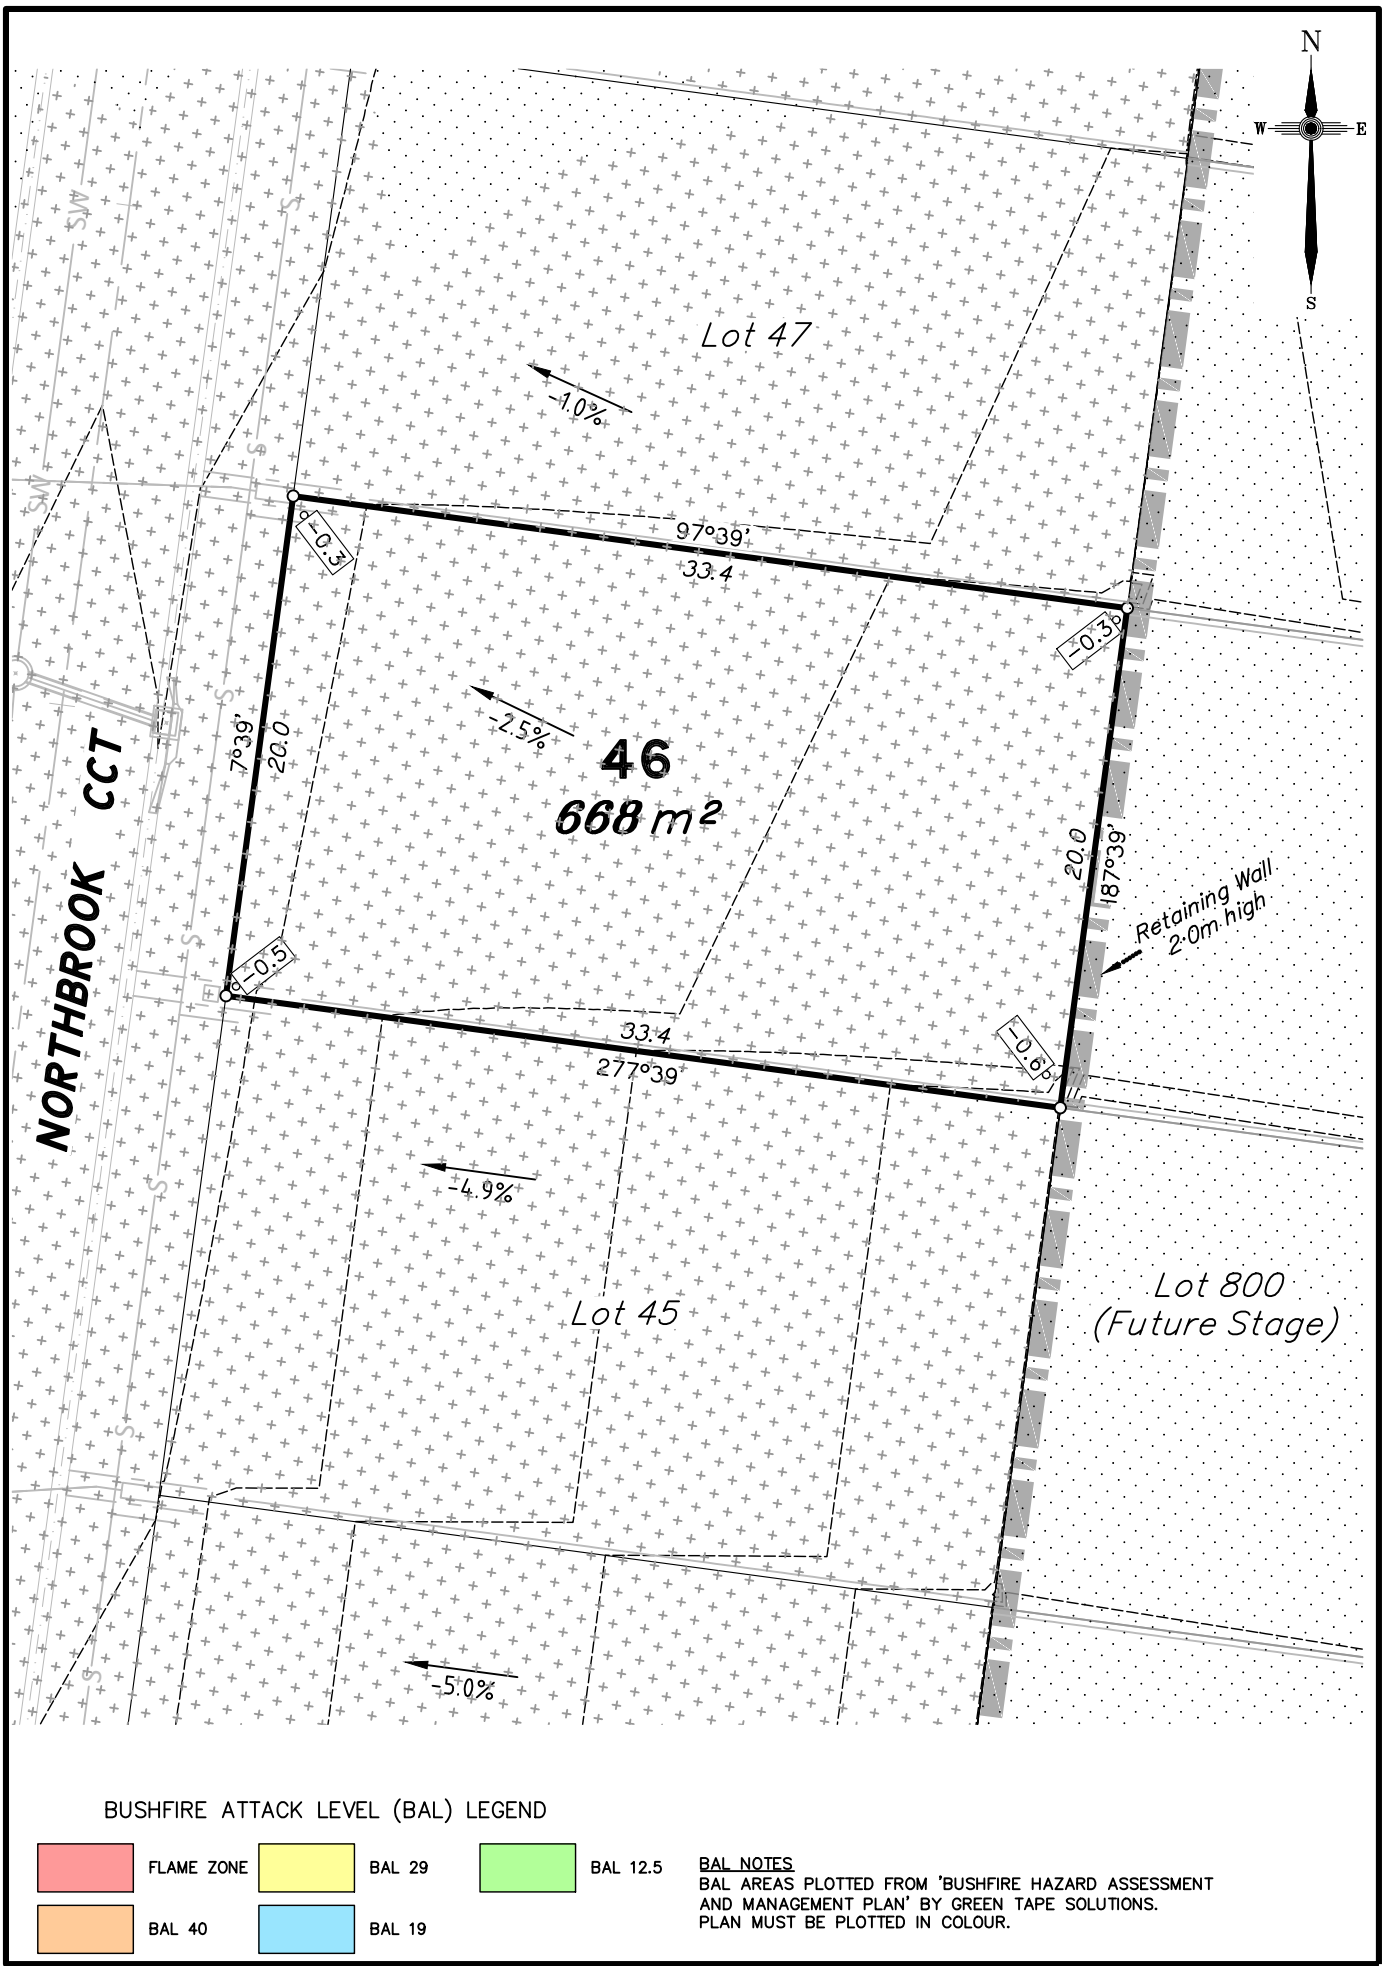 N
W
E
S
SW
S
Lot 47
-1.0%
SW
S
97°39'
33.4
-0.3
-0.3
S
-2.5%
46
668 m²
7°39'
20.0
20.0
187°39'
Retaining Wall
2.0m high
NORTHBROOK CCT
S
-0.5
-0.6
33.4
277°39
-4.9%
S
Lot 45
Lot 800
(Future Stage)
S
S
-5.0%
BUSHFIRE ATTACK LEVEL (BAL) LEGEND
FLAME ZONE
BAL 29
BAL 12.5
BAL 40
BAL 19
BAL NOTES
BAL AREAS PLOTTED FROM 'BUSHFIRE HAZARD ASSESSMENT
AND MANAGEMENT PLAN' BY GREEN TAPE SOLUTIONS.
PLAN MUST BE PLOTTED IN COLOUR.